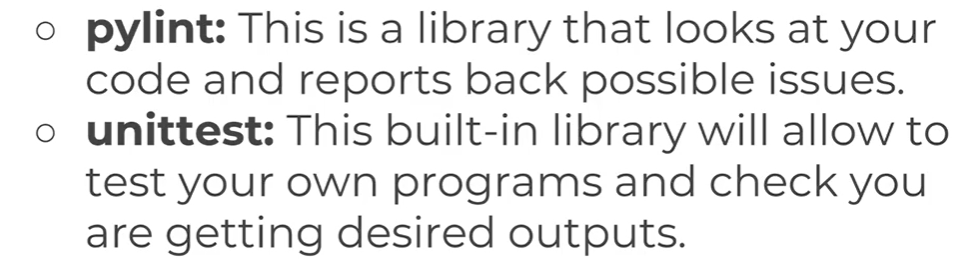 ○ pylint: This is a library that looks at your
code and reports back possible issues.
○ unittest: This built-in library will allow to
test your own programs and check you
are getting desired outputs.